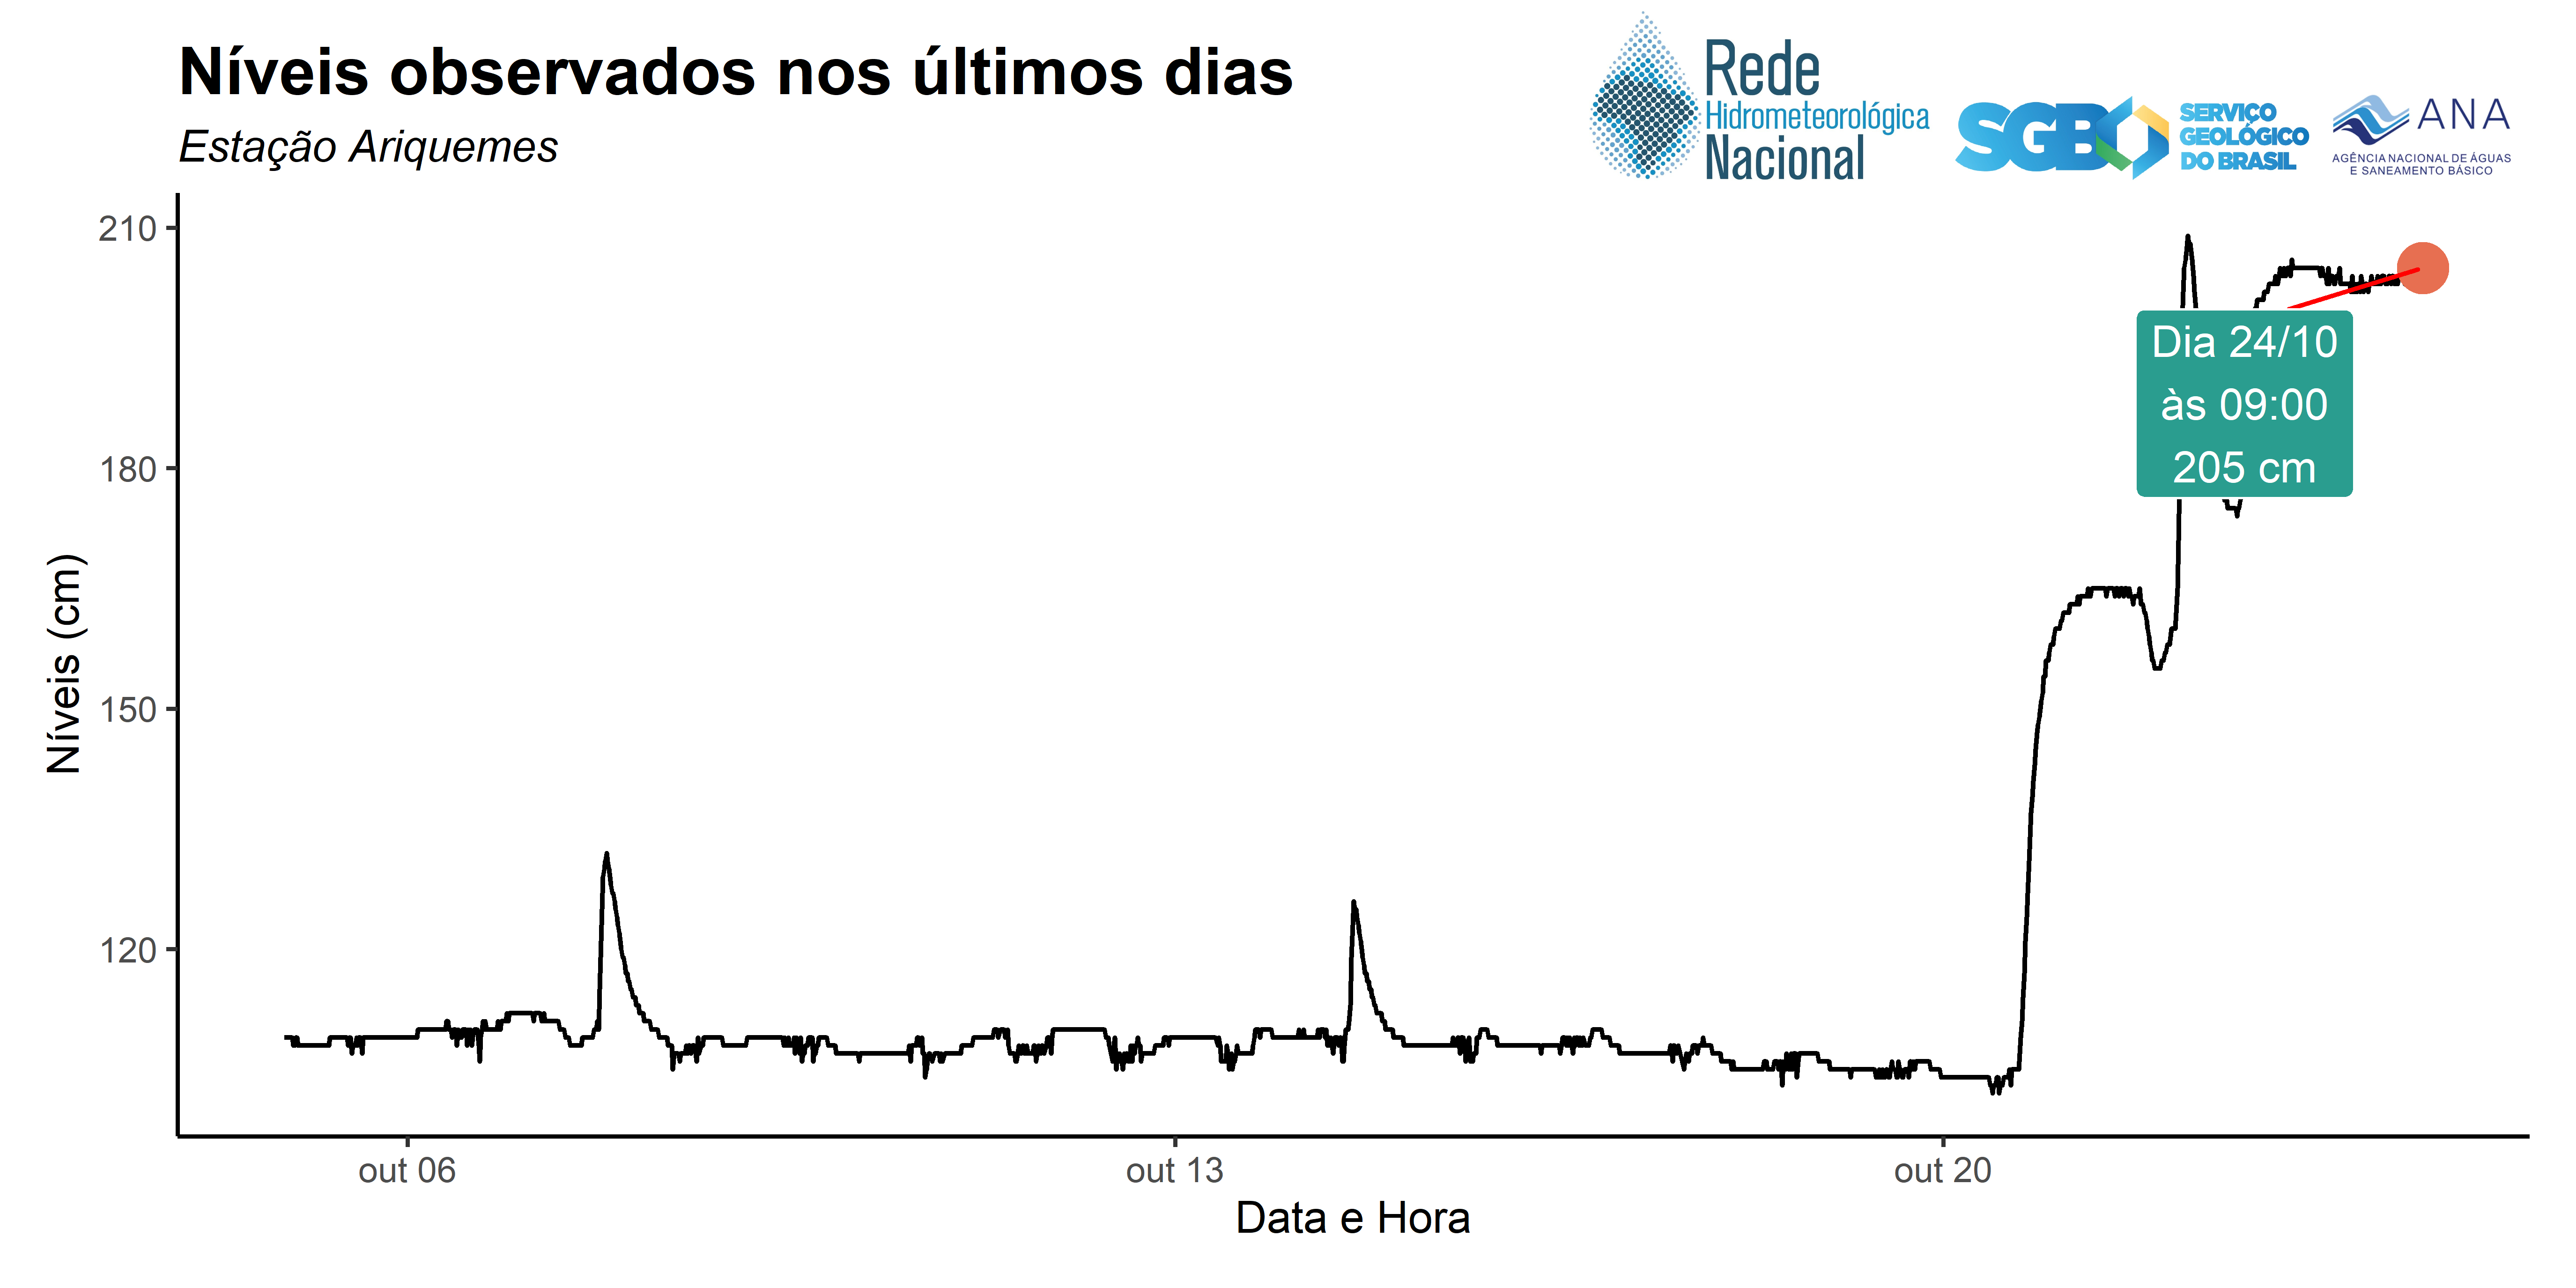 Níveis observados nos últimos dias
Estação Ariquemes
Rede
Hidrometeorológica
Nacional
SGB
SERVIÇO
GEOLÓGICO
DO BRASIL
ANA
AGÊNCIA NACIONAL DE ÁGUAS
E SANEAMENTO BÁSICO
210
180
150
120
Níveis (cm)
Dia 24/10
às 09:00
205 cm
out 06
out 13
out 20
Data e Hora